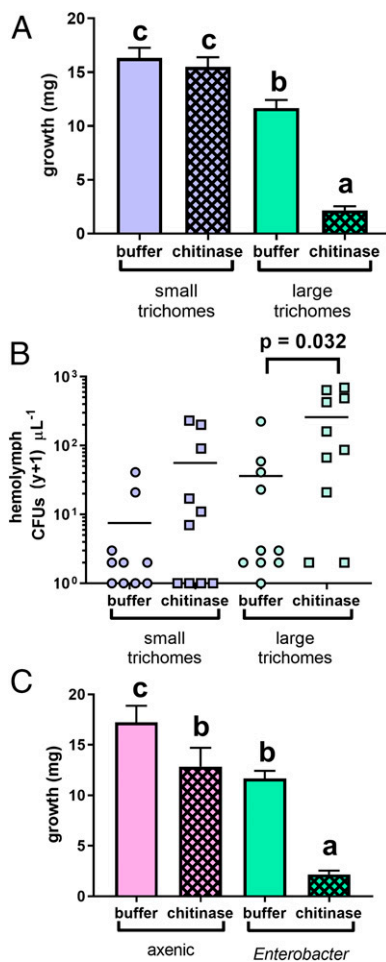 A
growth (mg)
20
15
10
5
0
c
c
b
a
buffer
chitinase
buffer
chitinase
small
trichomes
large
trichomes
B
p = 0.032
hemolymph
CFUs (y+1) μL⁻¹
10³
10²
10¹
10⁰
buffer
chitinase
buffer
chitinase
small
trichomes
large
trichomes
C
growth (mg)
20
15
10
5
0
c
b
b
a
buffer
chitinase
buffer
chitinase
axenic
Enterobacter